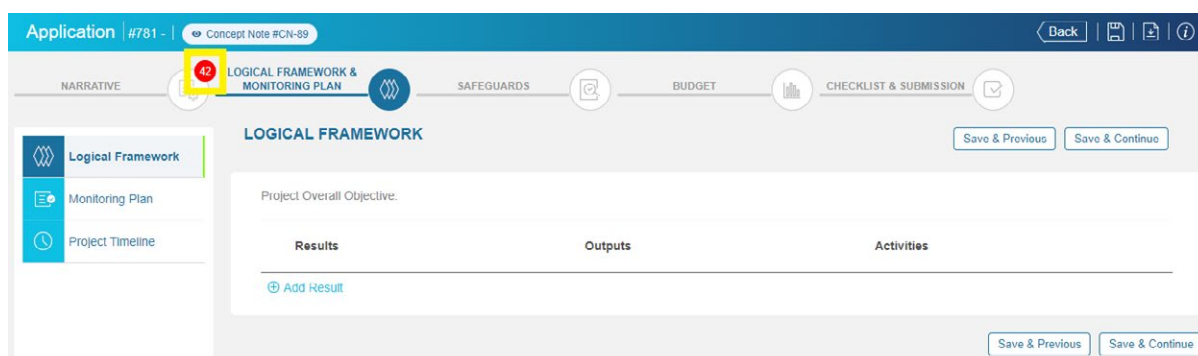 Application #781 - Concept Note #CN-89 Back
42
NARRATIVE LOGICAL FRAMEWORK & MONITORING PLAN SAFEGUARDS BUDGET CHECKLIST & SUBMISSION
LOGICAL FRAMEWORK
Save & Previous Save & Continue
Logical Framework
Monitoring Plan
Project Timeline
Project Overall Objective.
Results Outputs Activities
Add Result
Save & Previous Save & Continue